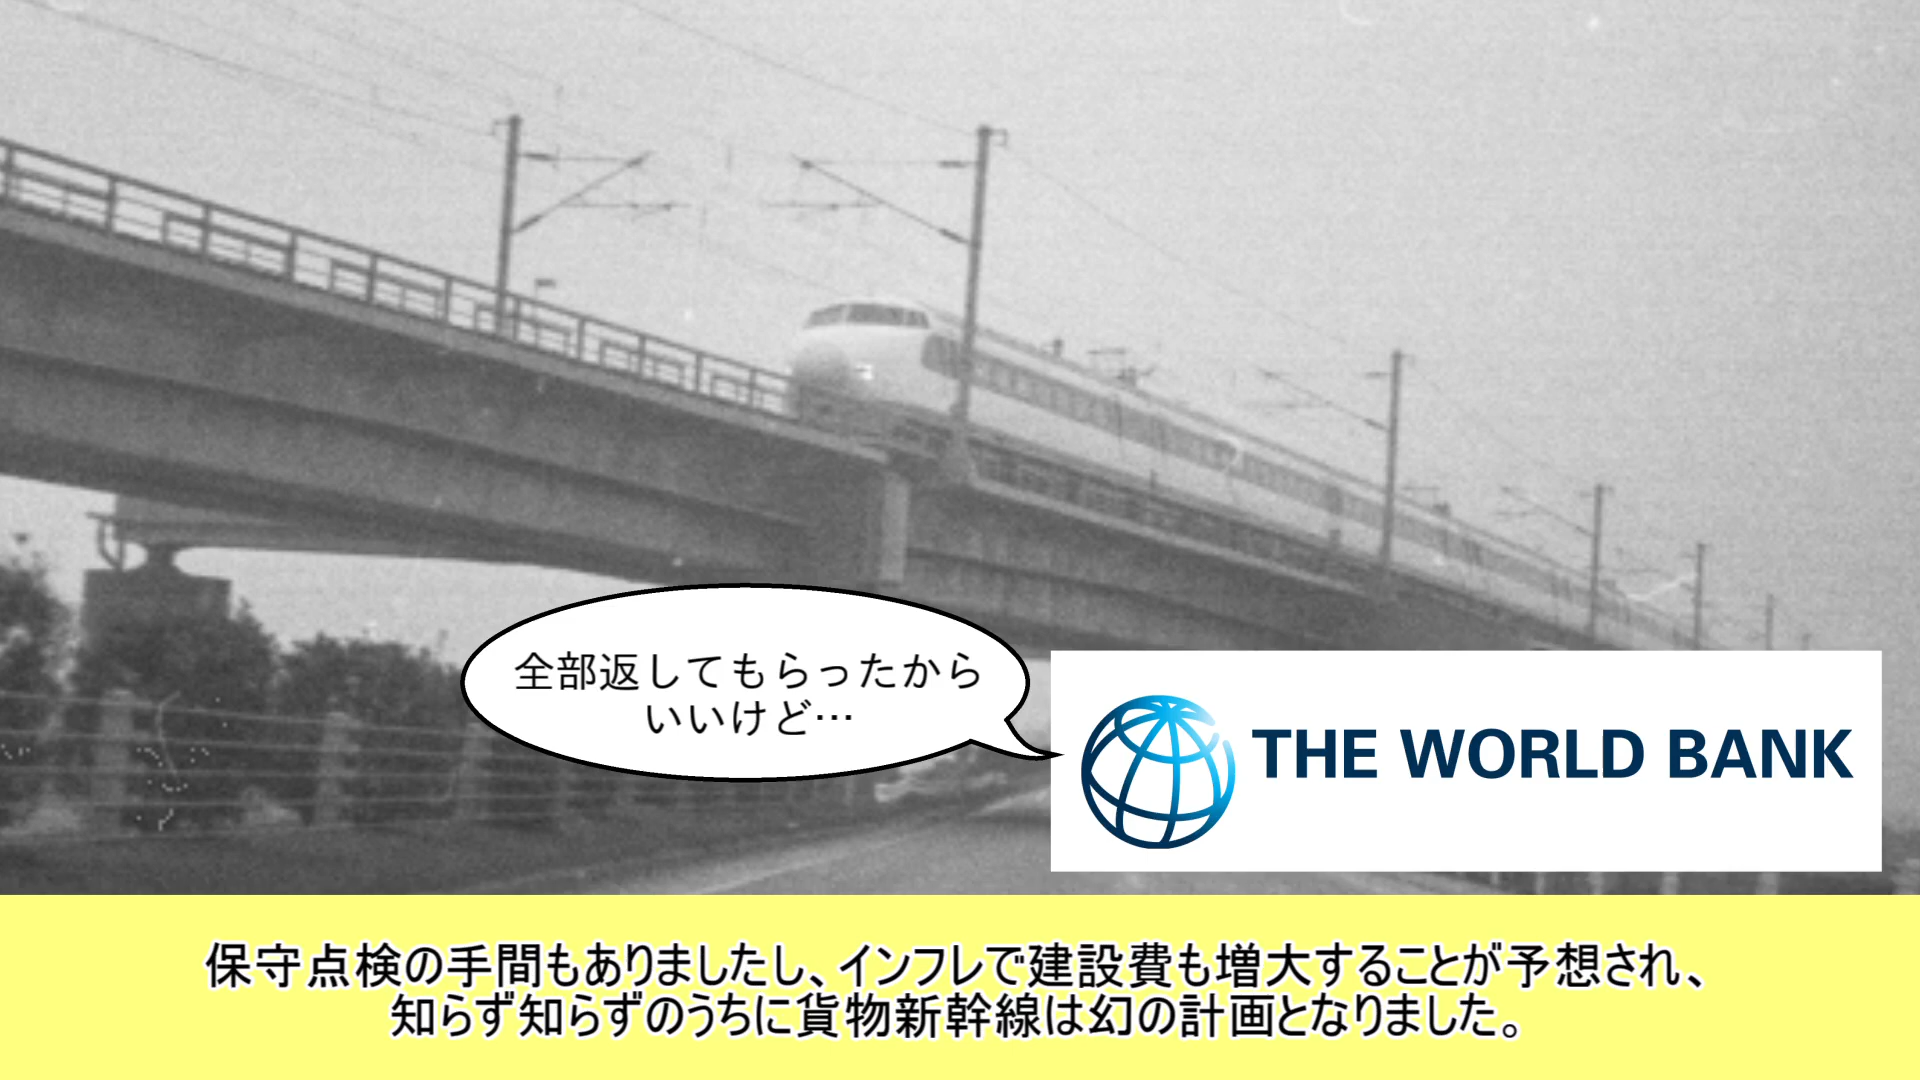 全部返してもらったから
いいけど…
THE WORLD BANK
保守点検の手間もありましたし、インフレで建設費も増大することが予想され、
知らず知らずのうちに貨物新幹線は幻の計画となりました。